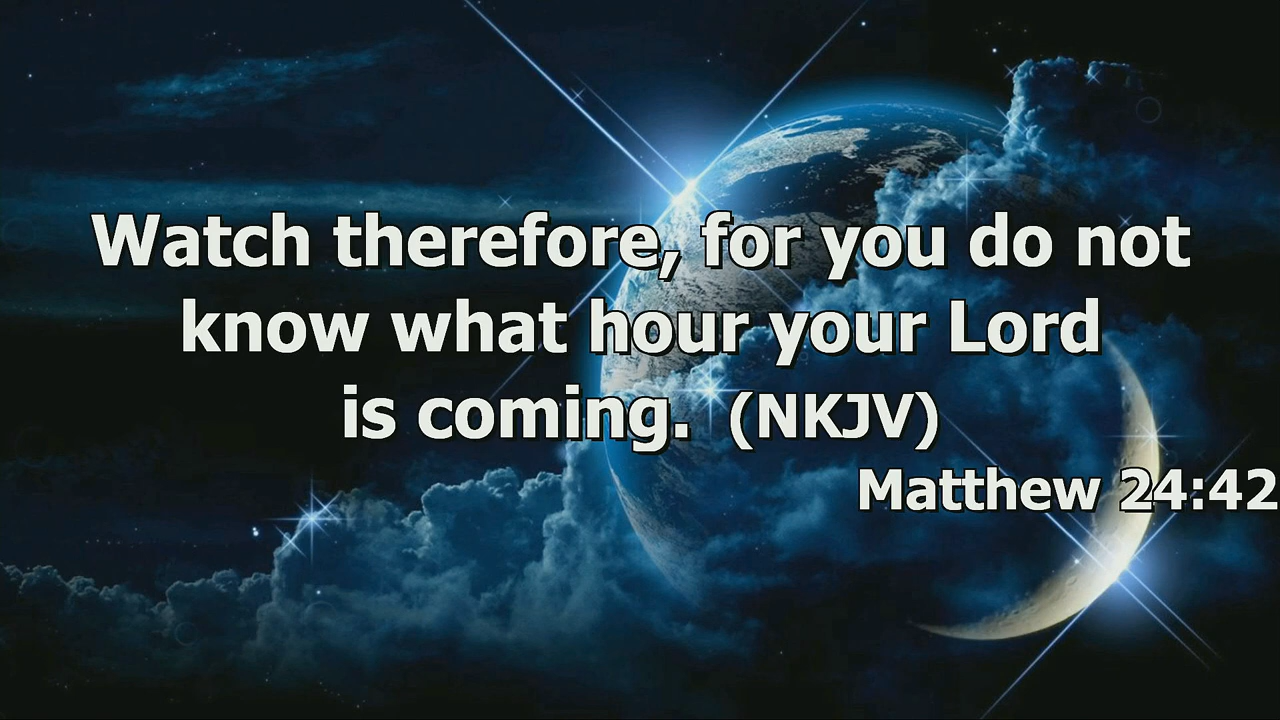 Watch therefore, for you do not
know what hour your Lord
is coming. (NKJV)
Matthew 24:42